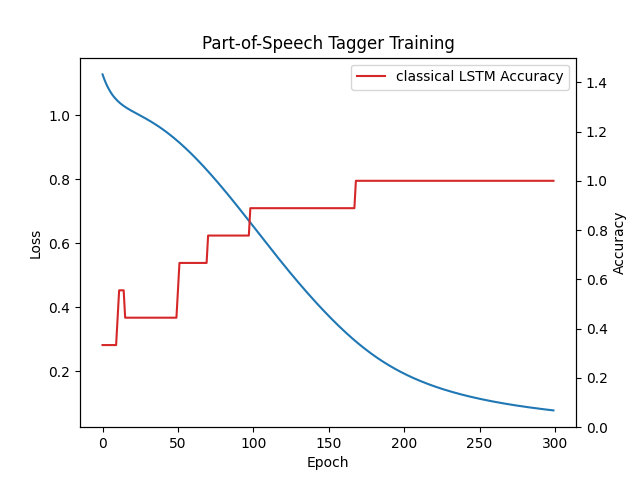 Part-of-Speech Tagger Training
classical LSTM Accuracy
Loss
1.0
0.8
0.6
0.4
0.2
1.4
1.2
1.0
0.8
0.6
0.4
0.2
0.0
Accuracy
0 50 100 150 200 250 300
Epoch